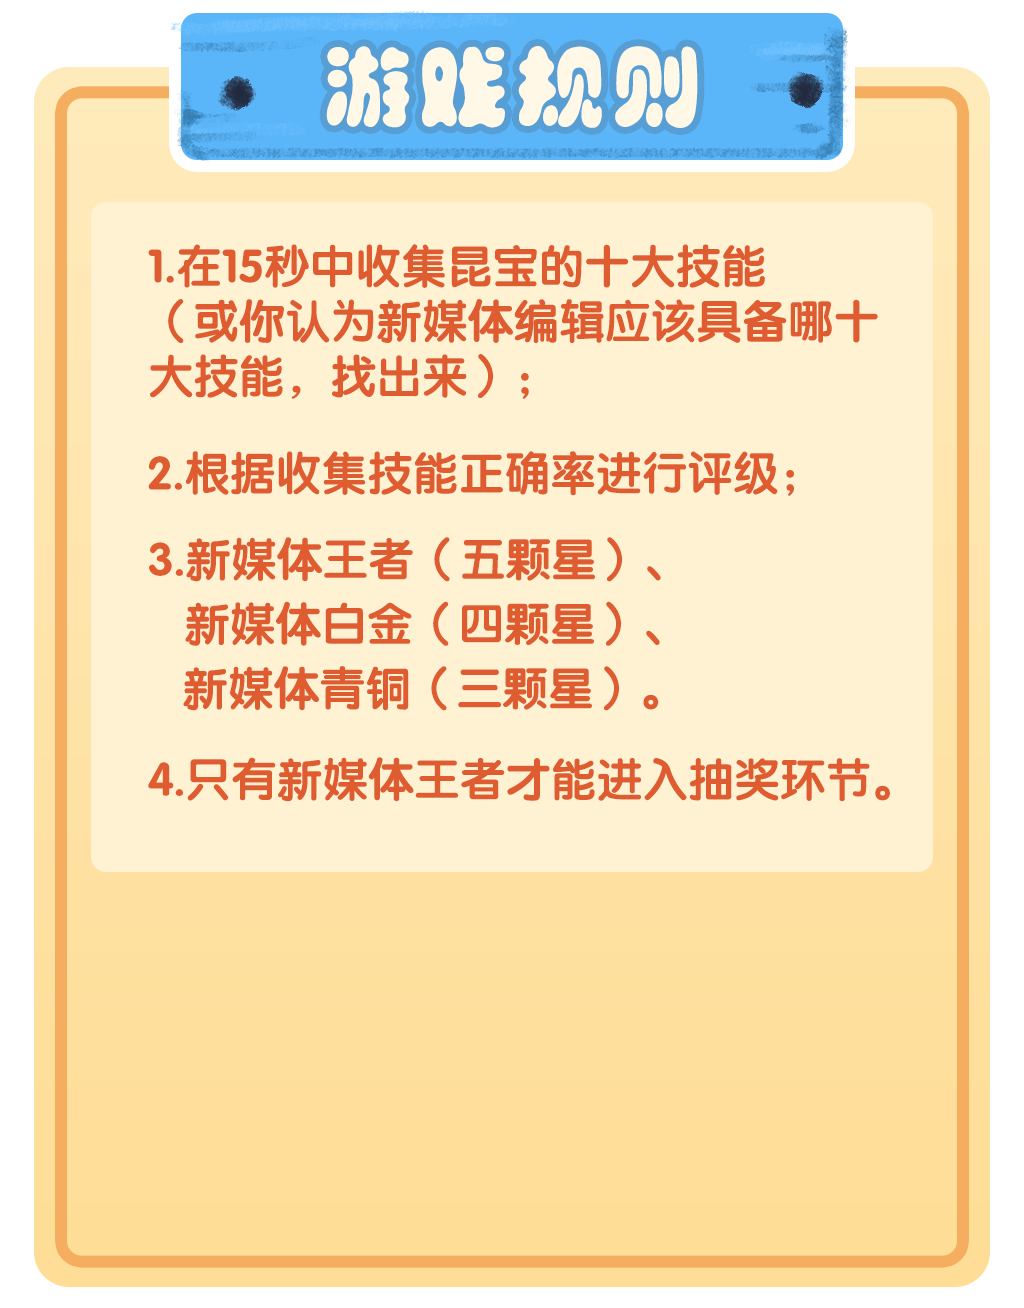 游戏规则
1.在15秒中收集昆宝的十大技能
（或你认为新媒体编辑应该具备哪十
大技能，找出来）；
2.根据收集技能正确率进行评级；
3.新媒体王者（五颗星）、
新媒体白金（四颗星）、
新媒体青铜（三颗星）。
4.只有新媒体王者才能进入抽奖环节。